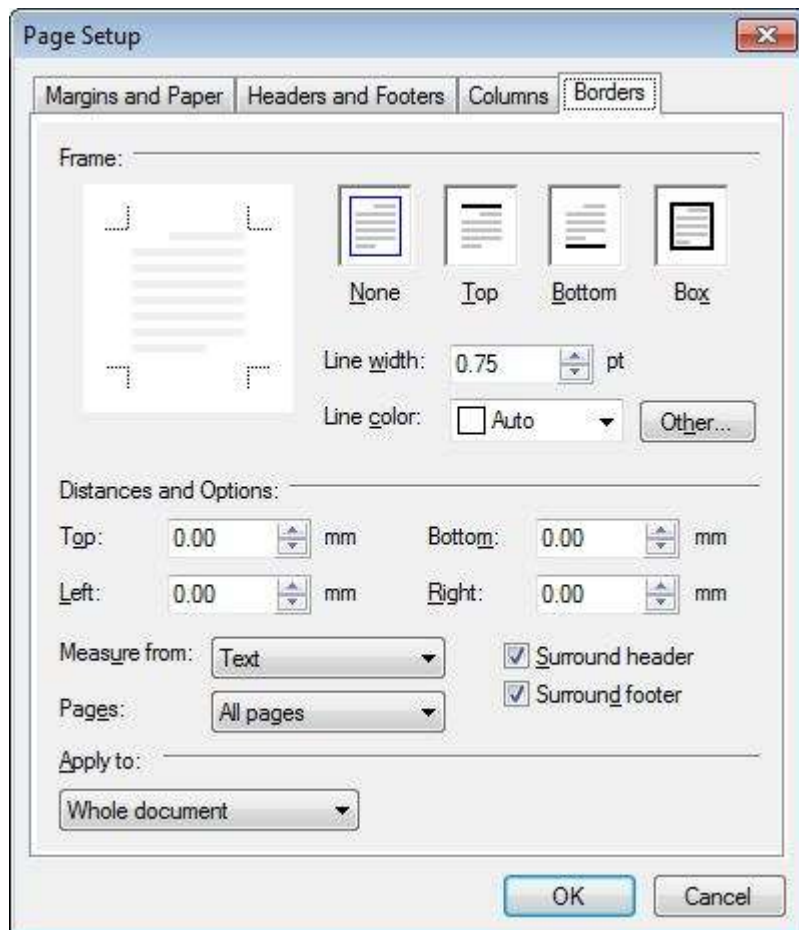 Page Setup
Margins and Paper Headers and Footers Columns Borders
Frame:
None Top Bottom Box
Line width: 0.75 pt
Line color: Auto Other...
Distances and Options:
Top: 0.00 mm Bottom: 0.00 mm
Left: 0.00 mm Right: 0.00 mm
Measure from: Text Surround header
Surround footer
Pages: All pages
Apply to:
Whole document
OK Cancel